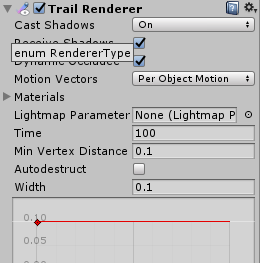 Trail Renderer
Cast Shadows On
Receive Shadows
enum RendererType
Dynamic Occludee
Motion Vectors Per Object Motion
Materials
Lightmap Parameter None (Lightmap P
Time 100
Min Vertex Distance 0.1
Autodestruct
Width 0.1
0.10
0.05
0.00